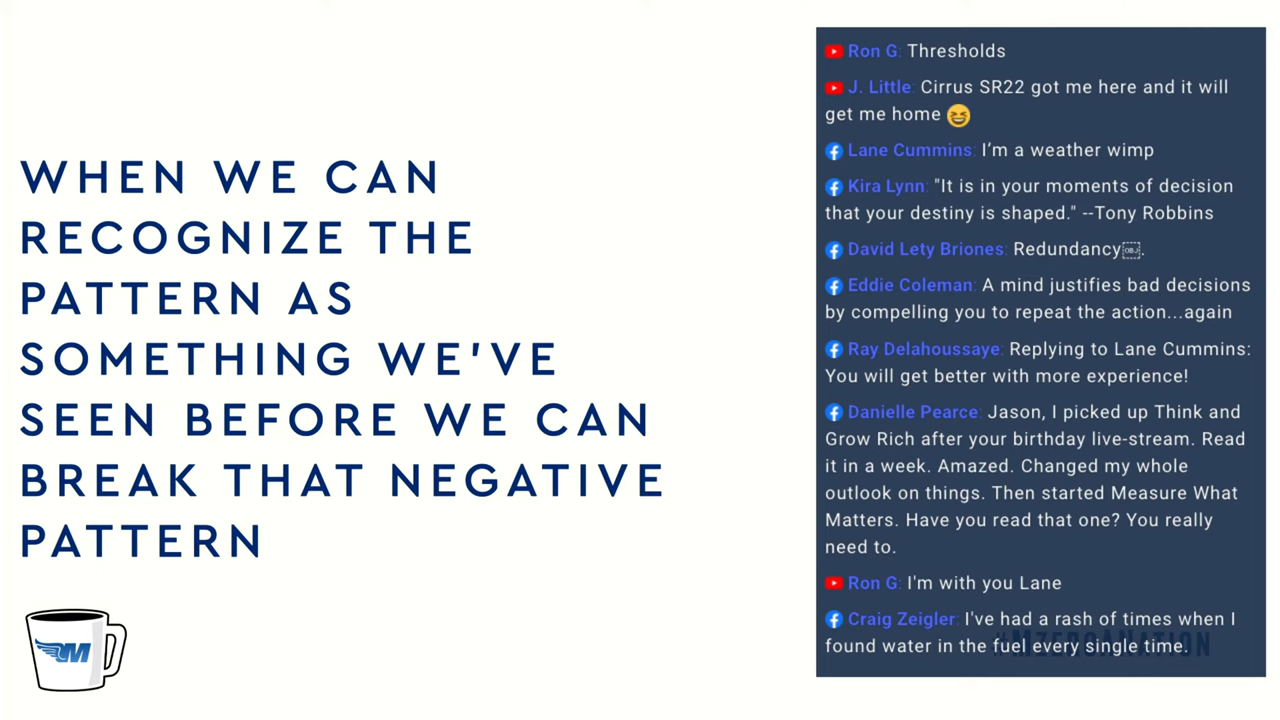 WHEN WE CAN
RECOGNIZE THE
PATTERN AS
SOMETHING WE'VE
SEEN BEFORE WE CAN
BREAK THAT NEGATIVE
PATTERN
M
Ron G: Thresholds
J. Little: Cirrus SR22 got me here and it will
get me home 😆
Lane Cummins: I’m a weather wimp
Kira Lynn: "It is in your moments of decision
that your destiny is shaped." --Tony Robbins
David Lety Briones: Redundancy￼.
Eddie Coleman: A mind justifies bad decisions
by compelling you to repeat the action...again
Ray Delahoussaye: Replying to Lane Cummins:
You will get better with more experience!
Danielle Pearce: Jason, I picked up Think and
Grow Rich after your birthday live-stream. Read
it in a week. Amazed. Changed my whole
outlook on things. Then started Measure What
Matters. Have you read that one? You really
need to.
Ron G: I'm with you Lane
Craig Zeigler: I've had a rash of times when I
found water in the fuel every single time.
#MzeroANation